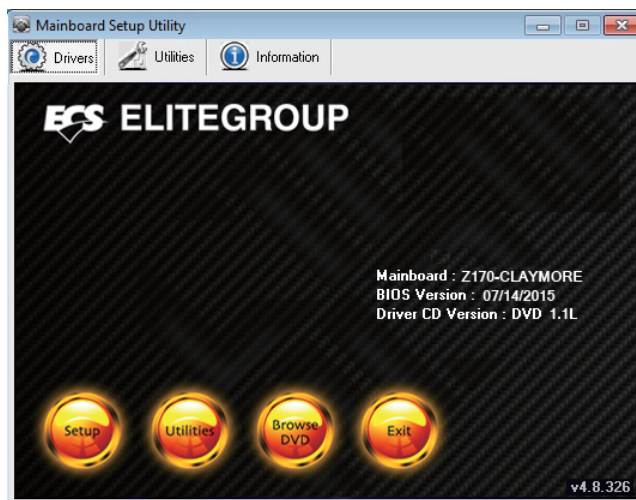 Mainboard Setup Utility
Drivers
Utilities
Information
ECS ELITEGROUP
Mainboard : Z170-CLAYMORE
BIOS Version : 07/14/2015
Driver CD Version : DVD 1.1L
Setup
Utilities
Browse
DVD
Exit
v4.8.326